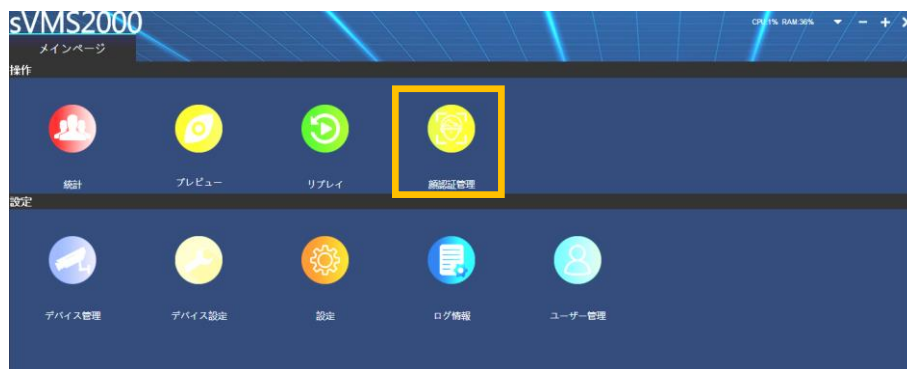 sVMS2000
CPU:1% RAM:36%
メインページ
操作
統計
プレビュー
リプレイ
顔認証管理
設定
デバイス管理
デバイス設定
設定
ログ情報
ユーザー管理